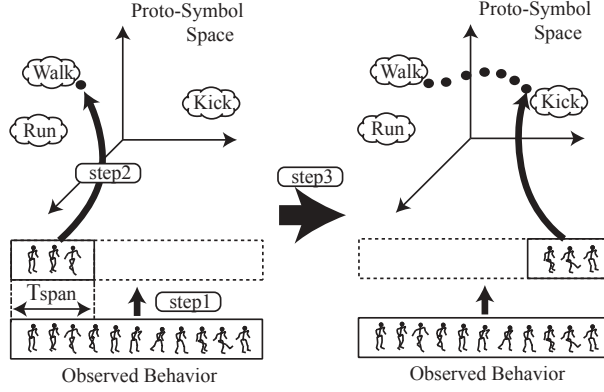 Proto-Symbol
Space
Walk
Kick
Run
step2
Tspan
step1
Observed Behavior
step3
Proto-Symbol
Space
Walk
Kick
Run
Observed Behavior